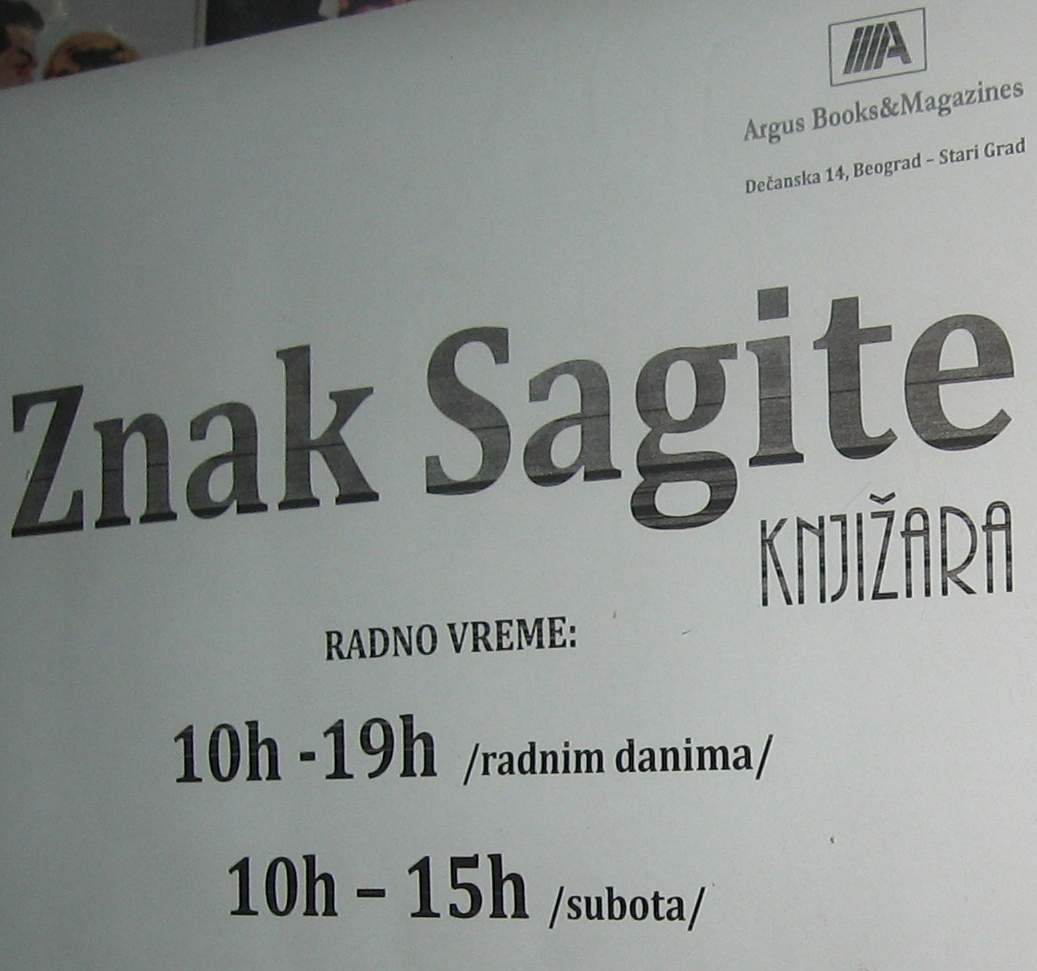 Argus Books&Magazines
Dečanska 14, Beograd – Stari Grad
Znak Sagite
KNJIŽARA
RADNO VREME:
10h -19h /radnim danima/
10h – 15h /subota/